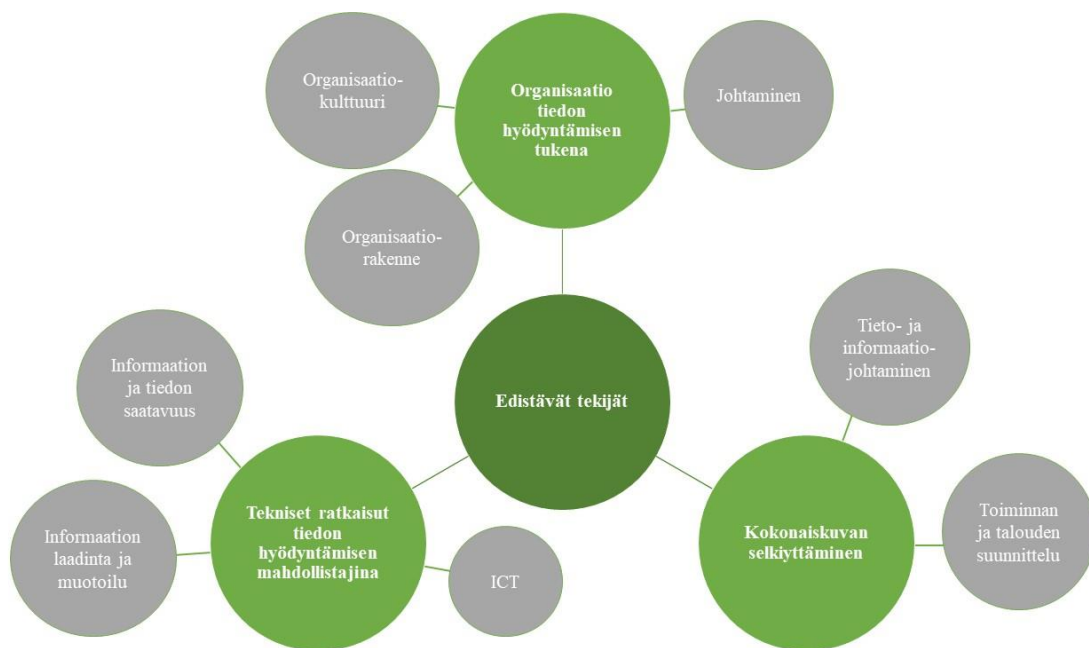 Organisaatio-
kulttuuri
Organisaatio
tiedon
hyödyntämisen
tukena
Johtaminen
Organisaatio-
rakenne
Edistävät tekijät
Tieto- ja
informaatio-
johtaminen
Informaation
ja tiedon
saatavuus
Tekniset ratkaisut
tiedon
hyödyntämisen
mahdollistajina
Informaation
laadinta ja
muotoilu
ICT
Kokonaiskuvan
selkiyttäminen
Toiminnan
ja talouden
suunnittelu